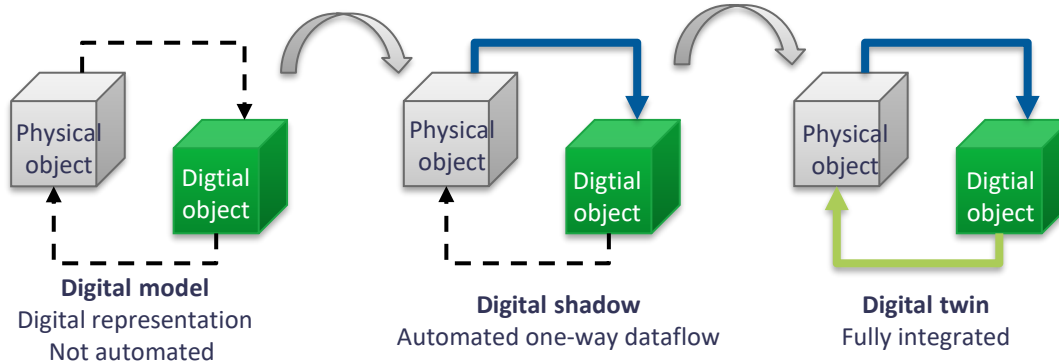 Physical
object
Digtial
object
Digital model
Digital representation
Not automated
Physical
object
Digtial
object
Digital shadow
Automated one-way dataflow
Physical
object
Digtial
object
Digital twin
Fully integrated